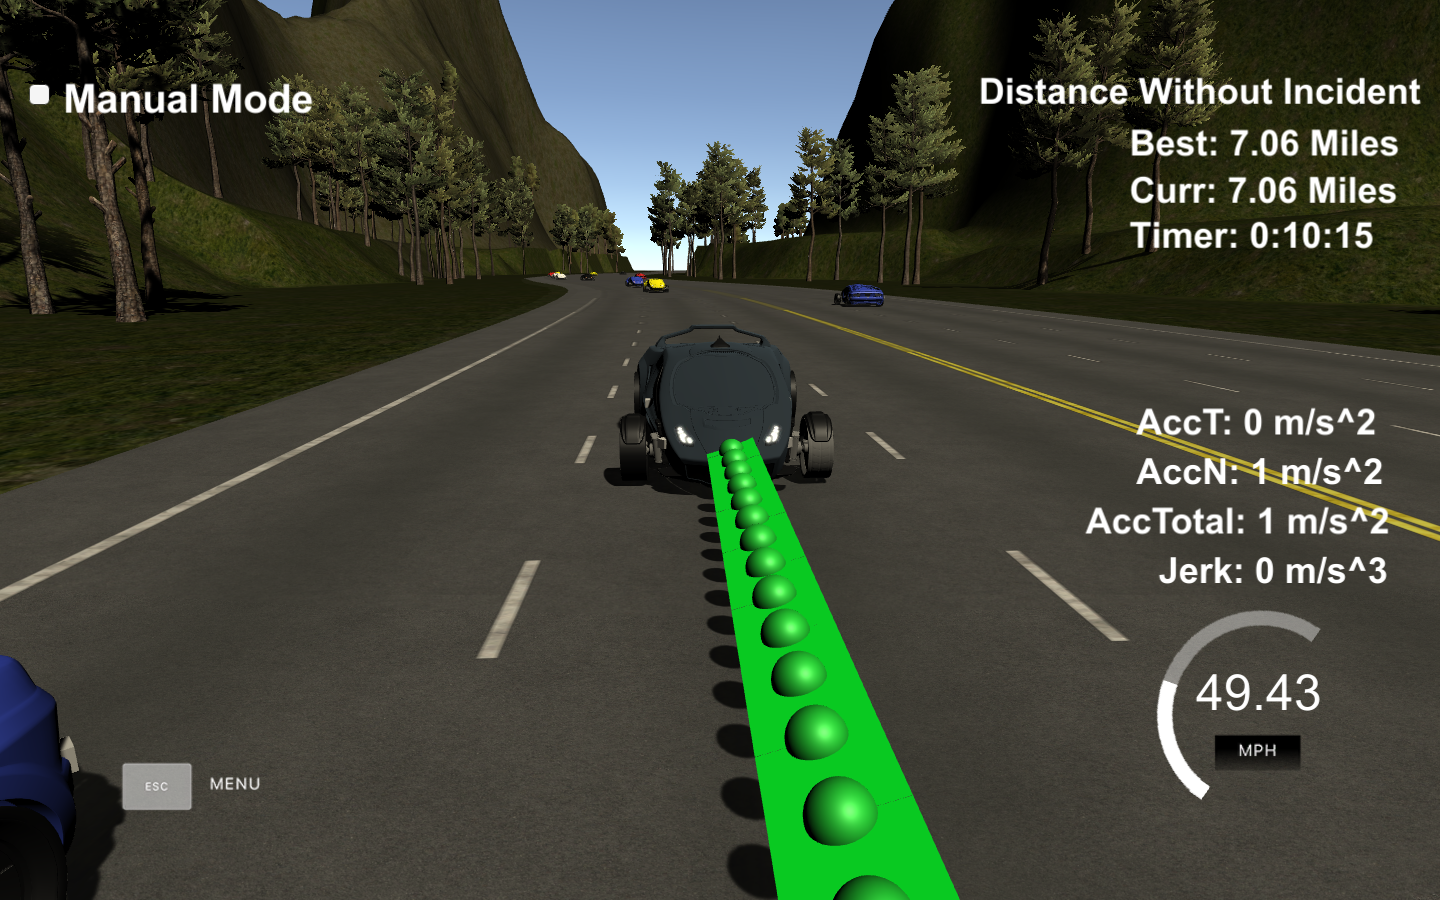 Manual Mode
Distance Without Incident
Best: 7.06 Miles
Curr: 7.06 Miles
Timer: 0:10:15
AccT: 0 m/s^2
AccN: 1 m/s^2
AccTotal: 1 m/s^2
Jerk: 0 m/s^3
49.43
MPH
ESC MENU